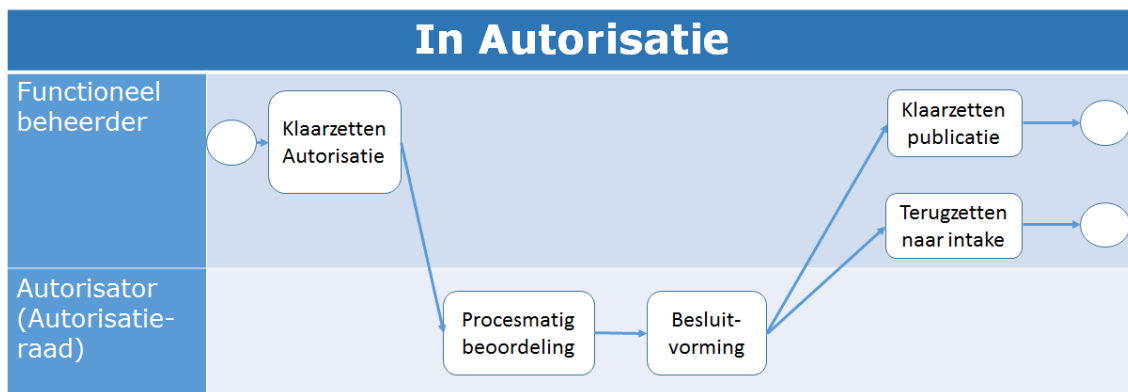 In Autorisatie
Functioneel
beheerder
Klaarzetten
Autorisatie
Klaarzetten
publicatie
Terugzetten
naar intake
Autorisator
(Autorisatie-
raad)
Procesmatig
beoordeling
Besluit-
vorming